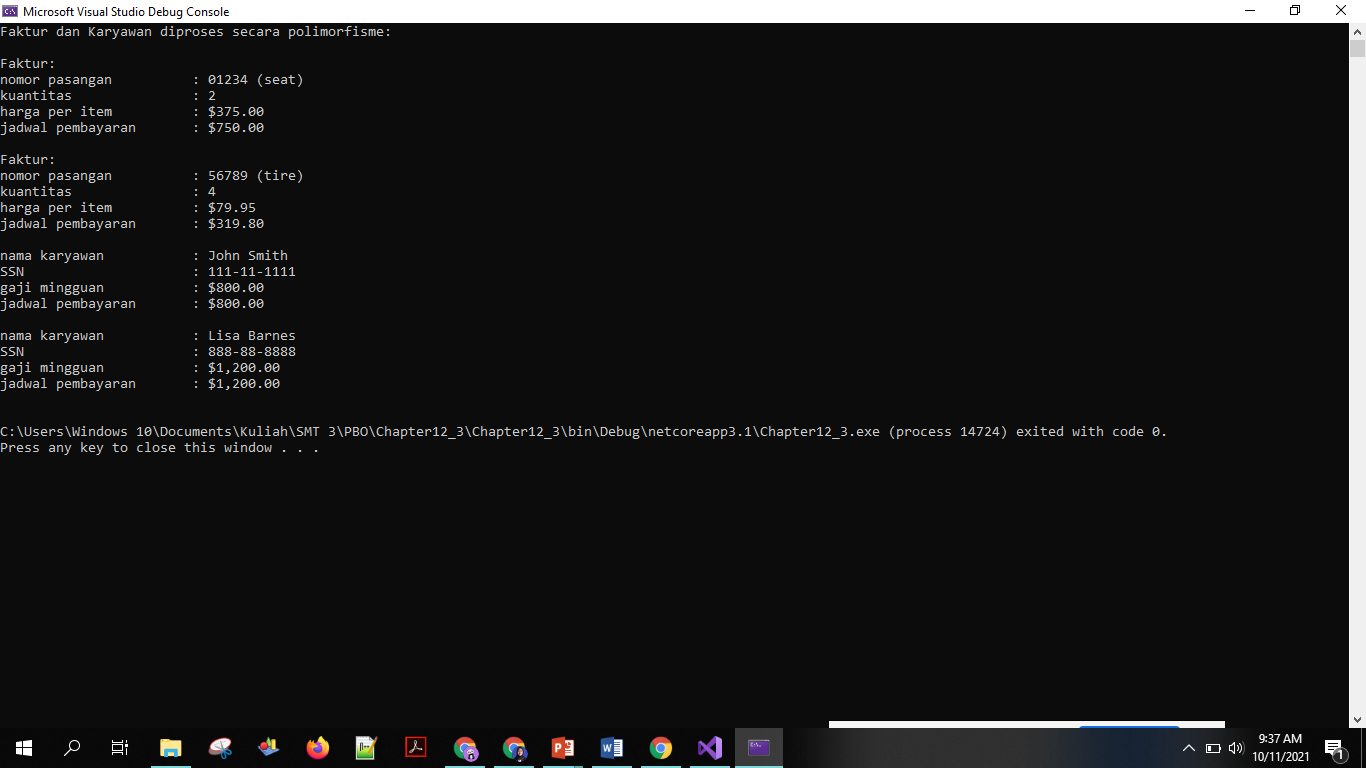 Microsoft Visual Studio Debug Console
Faktur dan Karyawan diproses secara polimorfisme:
Faktur:
nomor pasangan : 01234 (seat)
kuantitas : 2
harga per item : $375.00
jadwal pembayaran : $750.00
Faktur:
nomor pasangan : 56789 (tire)
kuantitas : 4
harga per item : $79.95
jadwal pembayaran : $319.80
nama karyawan : John Smith
SSN : 111-11-1111
gaji mingguan : $800.00
jadwal pembayaran : $800.00
nama karyawan : Lisa Barnes
SSN : 888-88-8888
gaji mingguan : $1,200.00
jadwal pembayaran : $1,200.00
C:\Users\Windows 10\Documents\Kuliah\SMT 3\PBO\Chapter12_3\Chapter12_3\bin\Debug\netcoreapp3.1\Chapter12_3.exe (process 14724) exited with code 0.
Press any key to close this window . . .
9:37 AM
10/11/2021
1